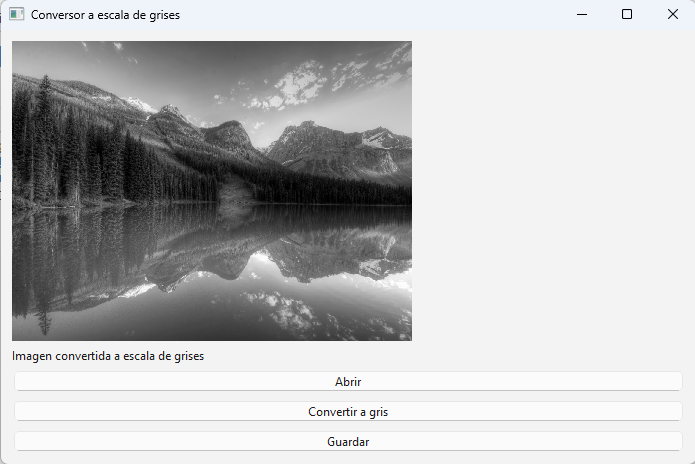 Conversor a escala de grises
Imagen convertida a escala de grises
Abrir
Convertir a gris
Guardar